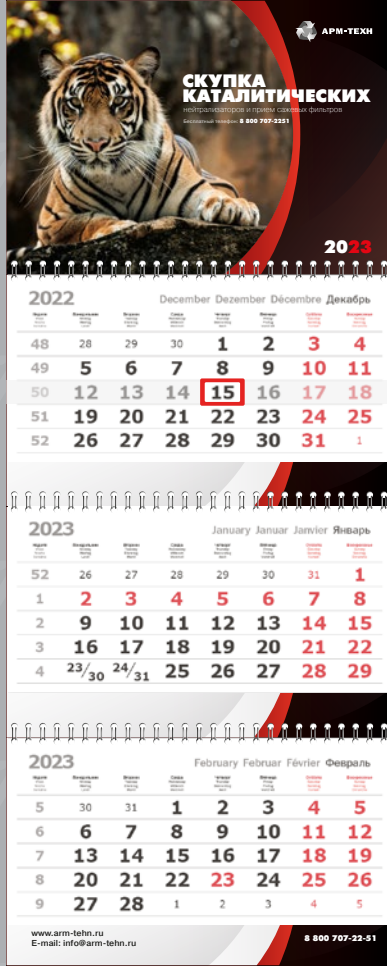 АРМ-ТЕХН
СКУПКА
КАТАЛИТИЧЕСКИХ
нейтрализаторов и прием сажевых фильтров
Бесплатный телефон: 8 800 707-2251
2023
2022 December Dezember Décembre Декабрь
48 28 29 30 1 2 3 4
49 5 6 7 8 9 10 11
50 12 13 14 15 16 17 18
51 19 20 21 22 23 24 25
52 26 27 28 29 30 31 1
2023 January Januar Janvier Январь
52 26 27 28 29 30 31 1
1 2 3 4 5 6 7 8
2 9 10 11 12 13 14 15
3 16 17 18 19 20 21 22
4 23/30 24/31 25 26 27 28 29
2023 February Februar Février Февраль
5 30 31 1 2 3 4 5
6 6 7 8 9 10 11 12
7 13 14 15 16 17 18 19
8 20 21 22 23 24 25 26
9 27 28 1 2 3 4 5
www.arm-tehn.ru
E-mail: info@arm-tehn.ru
8 800 707-22-51